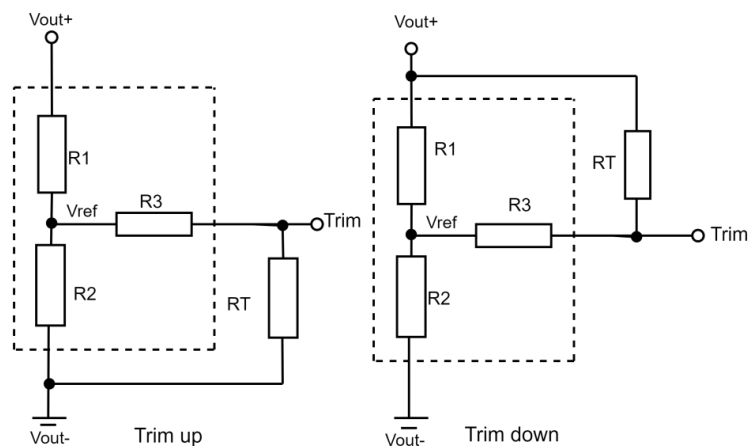 Vout+
R1
Vref
R3
Trim
R2
RT
Vout-
Trim up
Vout+
R1
RT
Vref
R3
Trim
R2
Vout-
Trim down